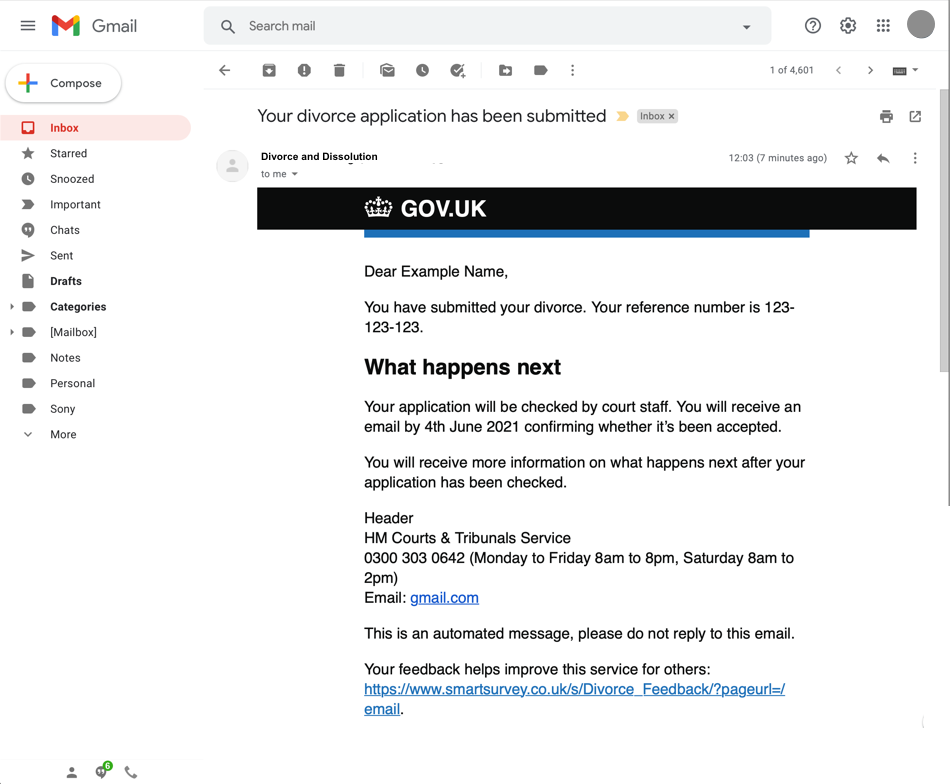 Gmail
Search mail
Compose
1 of 4,601
Inbox
Starred
Snoozed
Important
Chats
Sent
Drafts
Categories
[Mailbox]
Notes
Personal
Sony
More
6
Your divorce application has been submitted
Inbox ×
Divorce and Dissolution
12:03 (7 minutes ago)
to me
GOV.UK
Dear Example Name,
You have submitted your divorce. Your reference number is 123-
123-123.
What happens next
Your application will be checked by court staff. You will receive an
email by 4th June 2021 confirming whether it's been accepted.
You will receive more information on what happens next after your
application has been checked.
Header
HM Courts & Tribunals Service
0300 303 0642 (Monday to Friday 8am to 8pm, Saturday 8am to
2pm)
Email: gmail.com
This is an automated message, please do not reply to this email.
Your feedback helps improve this service for others:
https://www.smartsurvey.co.uk/s/Divorce_Feedback/?pageurl=/
email.